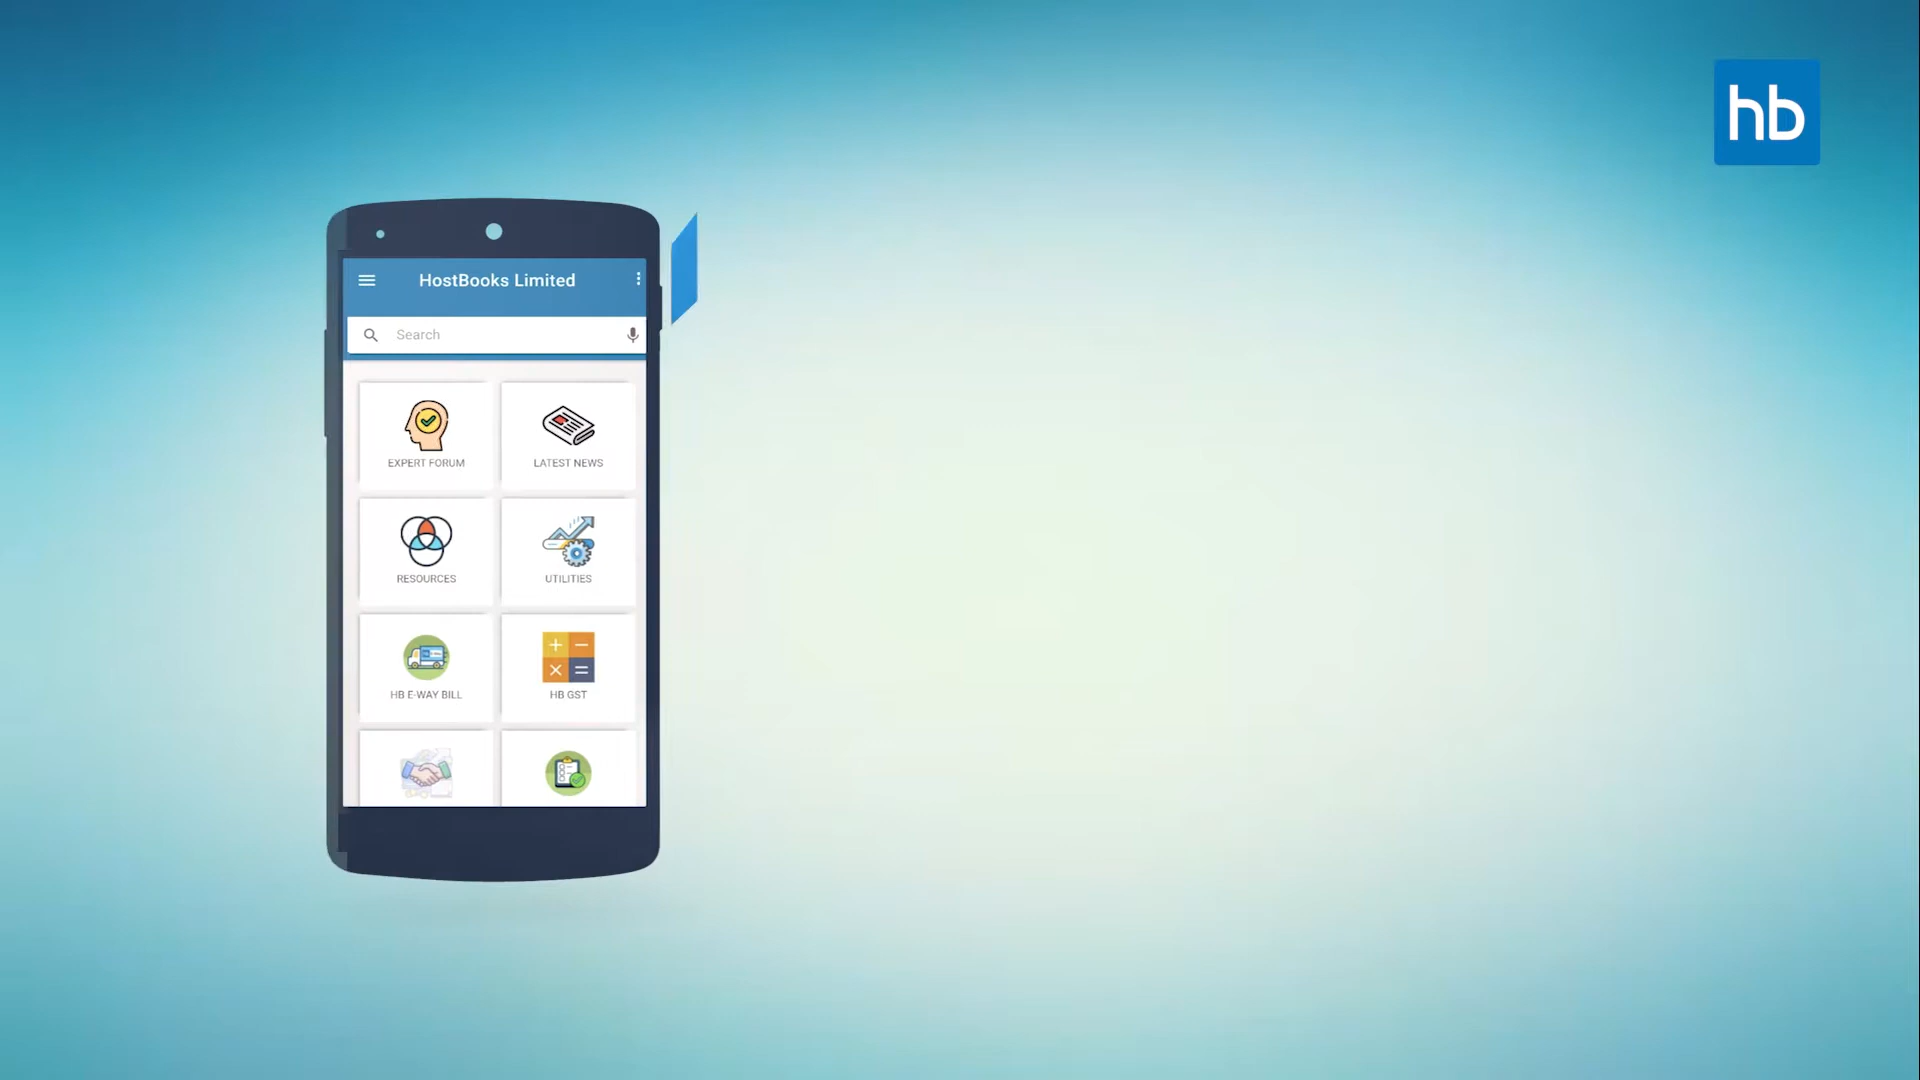 hb
HostBooks Limited
Search
EXPERT FORUM
LATEST NEWS
RESOURCES
UTILITIES
HB E-WAY BILL
HB GST